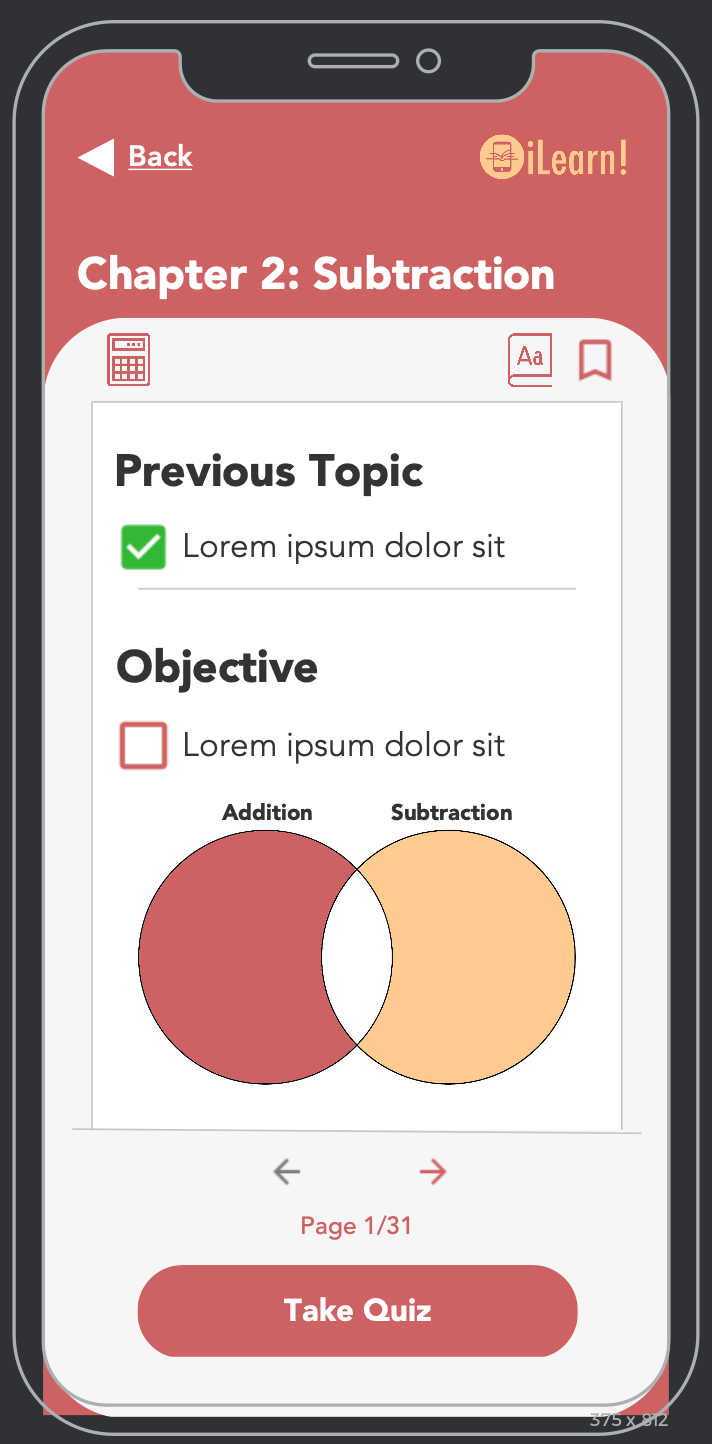 Back
iLearn!
Chapter 2: Subtraction
Aa
Previous Topic
Lorem ipsum dolor sit
Objective
Lorem ipsum dolor sit
Addition Subtraction
Page 1/31
Take Quiz
375 x 812